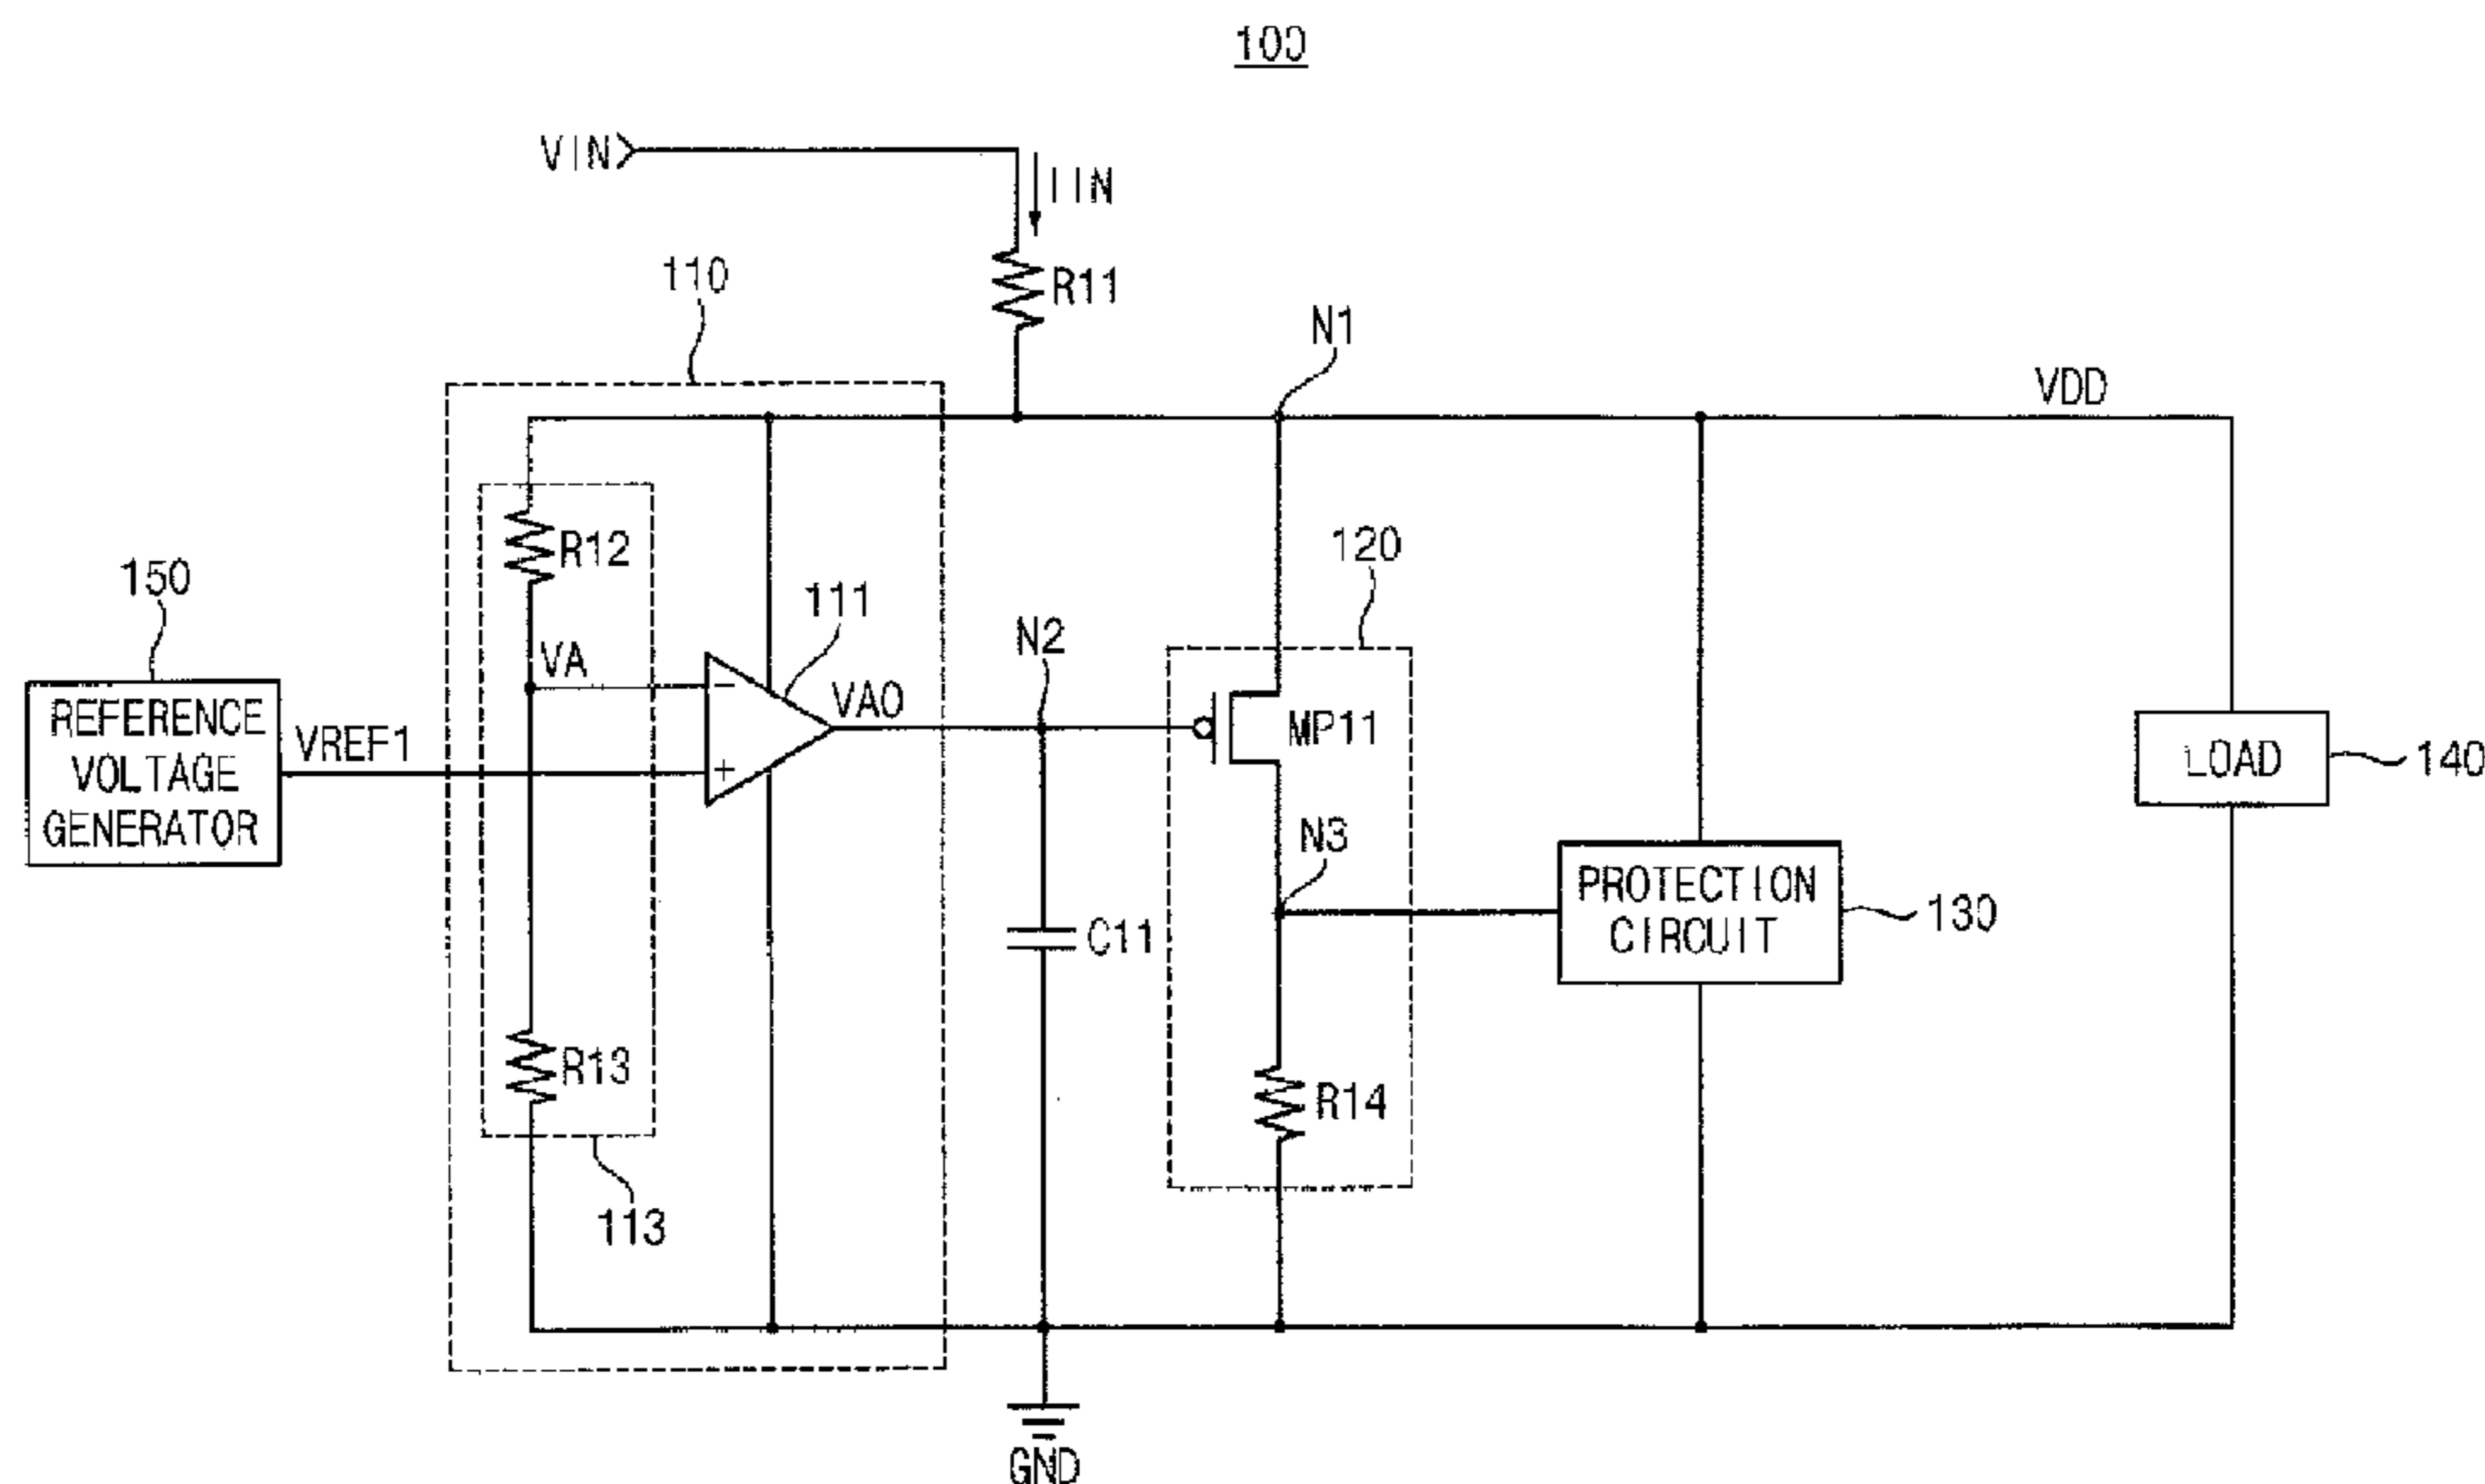 100
VIN
IIN
R11
110
N1
VDD
R12
120
150
111
N2
VA
REFERENCE
VOLTAGE
GENERATOR
VREF1
−
+
VAO
MP11
LOAD
140
N3
PROTECTION
CIRCUIT
130
C11
R13
R14
113
GND